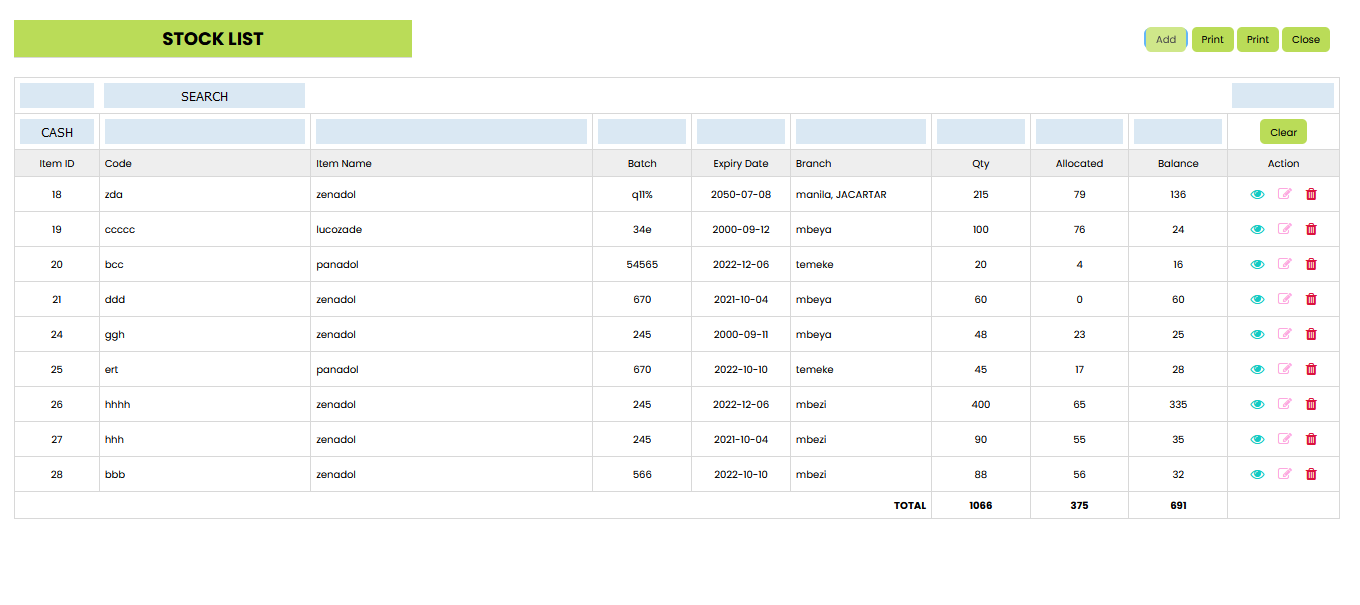 STOCK LIST Add Print Print Close
SEARCH
CASH Clear
Item ID Code Item Name Batch Expiry Date Branch Qty Allocated Balance Action
18 zda zenadol q11% 2050-07-08 manila, JACARTAR 215 79 136
19 ccccc lucozade 34e 2000-09-12 mbeya 100 76 24
20 bcc panadol 54565 2022-12-06 temeke 20 4 16
21 ddd zenadol 670 2021-10-04 mbeya 60 0 60
24 ggh zenadol 245 2000-09-11 mbeya 48 23 25
25 ert panadol 670 2022-10-10 temeke 45 17 28
26 hhhh zenadol 245 2022-12-06 mbezi 400 65 335
27 hhh zenadol 245 2021-10-04 mbezi 90 55 35
28 bbb zenadol 566 2022-10-10 mbezi 88 56 32
TOTAL 1066 375 691